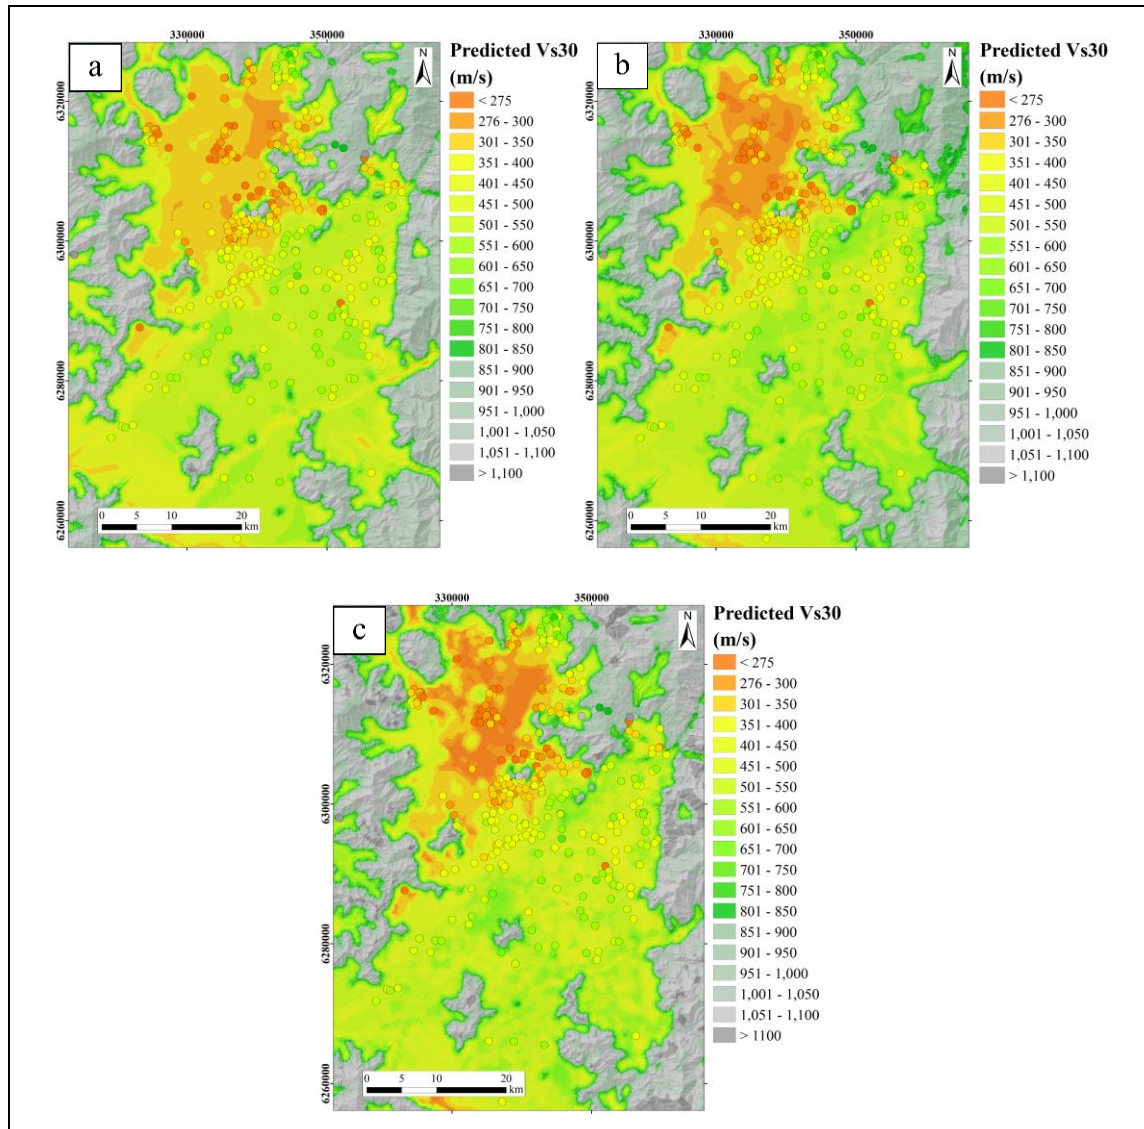 a
330000
350000
N
Predicted Vs30
(m/s)
< 275
276 - 300
301 - 350
351 - 400
401 - 450
451 - 500
501 - 550
551 - 600
601 - 650
651 - 700
701 - 750
751 - 800
801 - 850
851 - 900
901 - 950
951 - 1,000
1,001 - 1,050
1,051 - 1,100
> 1,100
6320000
6300000
6280000
6260000
0 5 10 20
km
b
330000
350000
N
Predicted Vs30
(m/s)
< 275
276 - 300
301 - 350
351 - 400
401 - 450
451 - 500
501 - 550
551 - 600
601 - 650
651 - 700
701 - 750
751 - 800
801 - 850
851 - 900
901 - 950
951 - 1,000
1,001 - 1,050
1,051 - 1,100
> 1,100
6320000
6300000
6280000
6260000
0 5 10 20
km
c
330000
350000
N
Predicted Vs30
(m/s)
< 275
276 - 300
301 - 350
351 - 400
401 - 450
451 - 500
501 - 550
551 - 600
601 - 650
651 - 700
701 - 750
751 - 800
801 - 850
851 - 900
901 - 950
951 - 1,000
1,001 - 1,050
1,051 - 1,100
> 1100
6320000
6300000
6280000
6260000
0 5 10 20
km